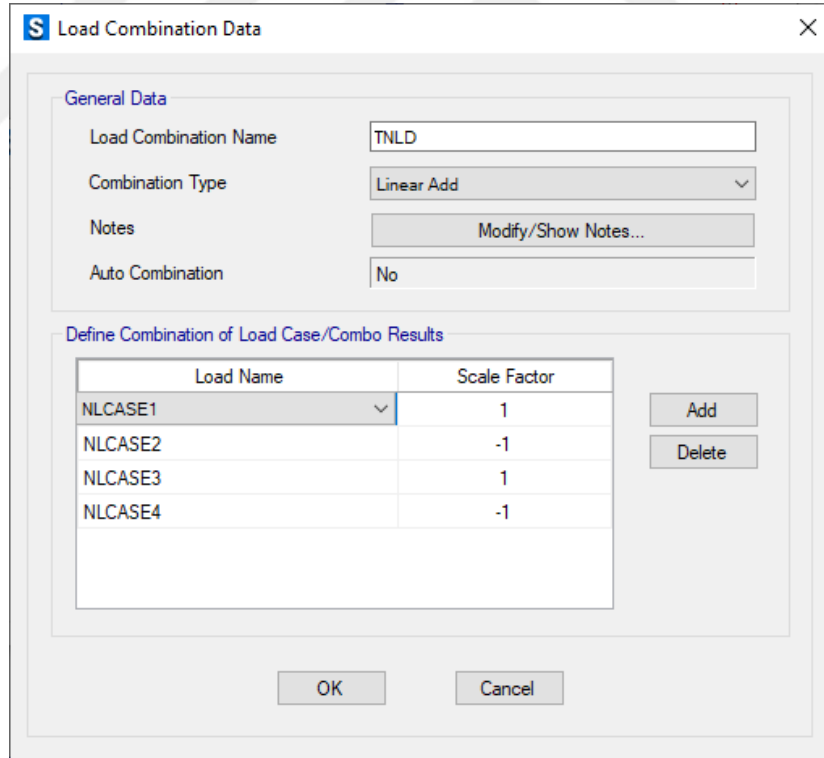 S Load Combination Data
General Data
Load Combination Name TNLD
Combination Type Linear Add
Notes Modify/Show Notes...
Auto Combination No
Define Combination of Load Case/Combo Results
Load Name Scale Factor
NLCASE1 1 Add
NLCASE2 -1 Delete
NLCASE3 1
NLCASE4 -1
OK Cancel